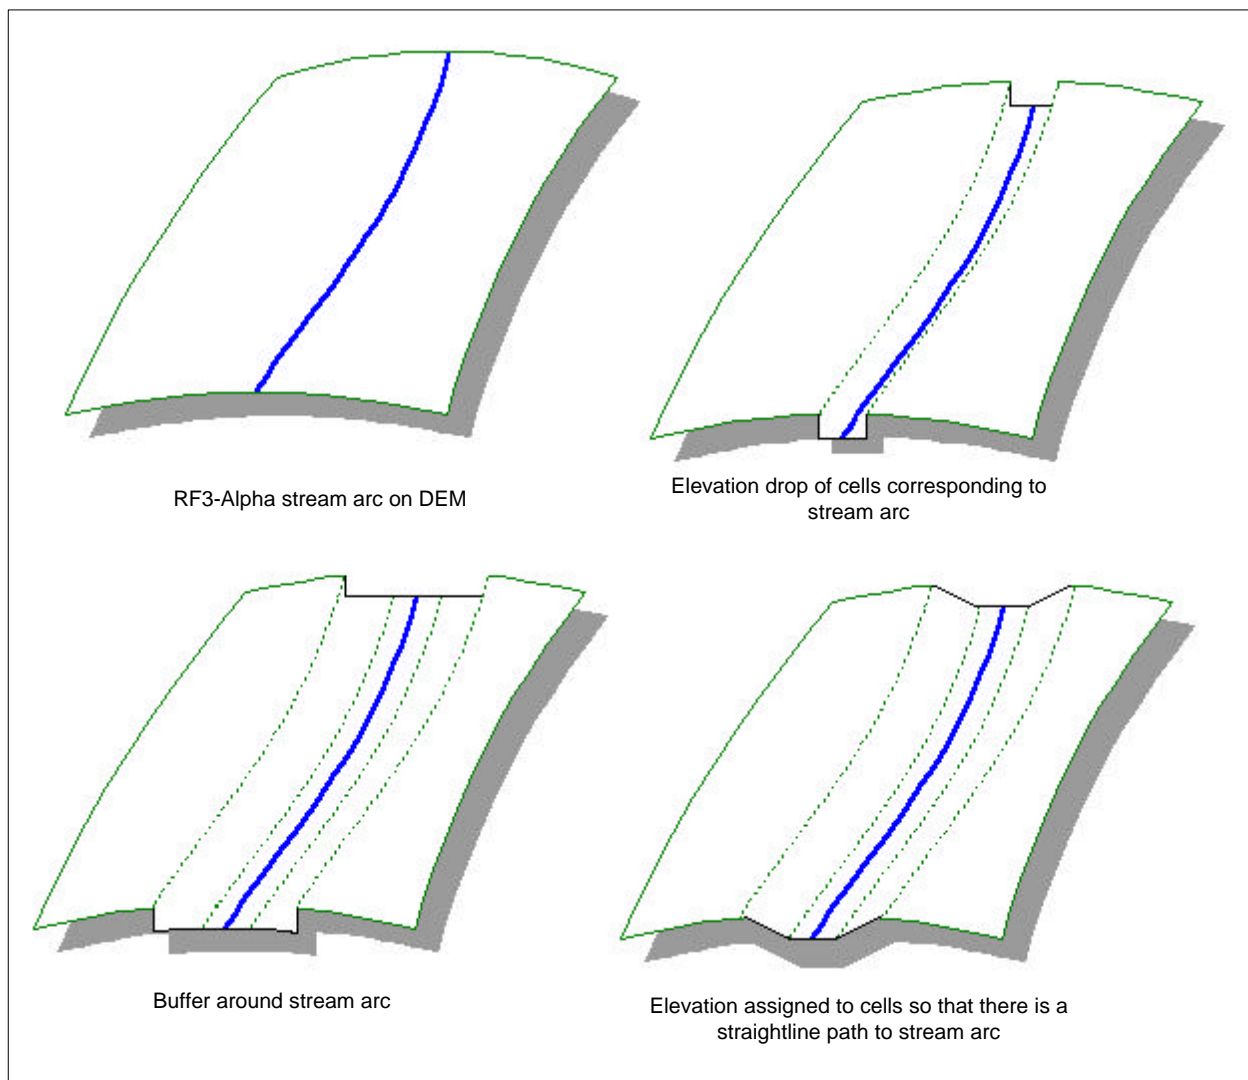 RF3-Alpha stream arc on DEM
Elevation drop of cells corresponding to
stream arc
Buffer around stream arc
Elevation assigned to cells so that there is a
straightline path to stream arc